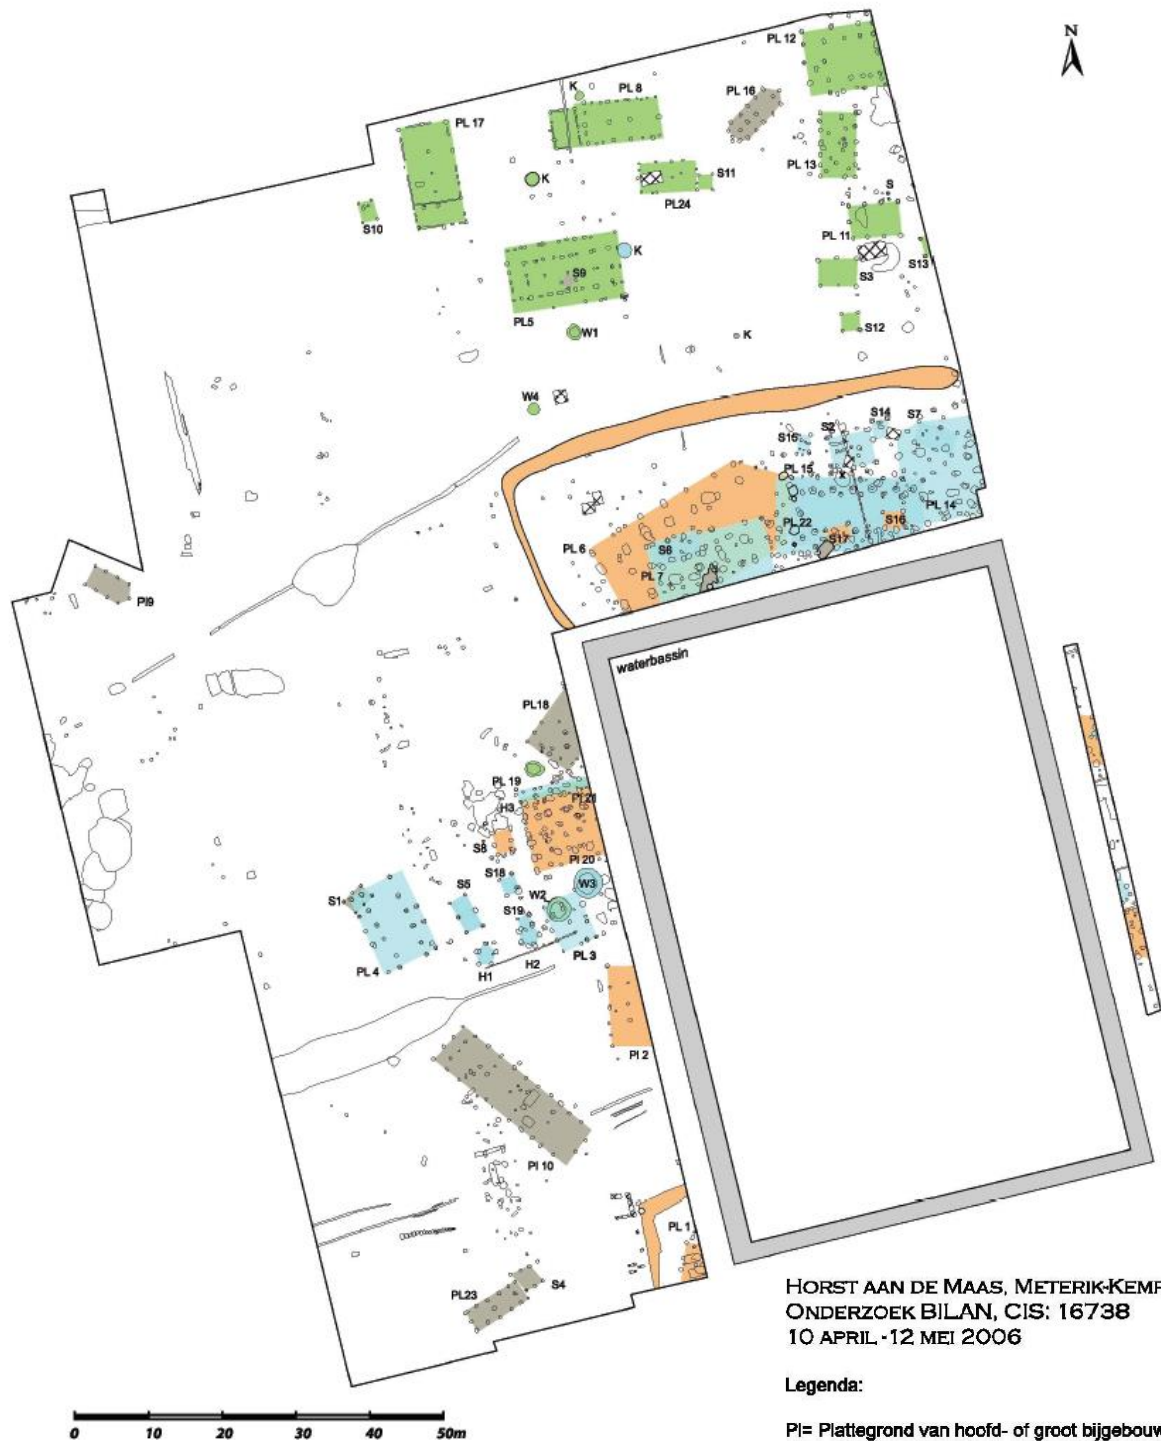 N
PL 12
K
PL 8
PL 16
PL 17
PL 13
K
S11
S
PL24
S10
PL 11
K
S13
S9
S3
PL5
S12
W1
K
W4
S14
S7
S2
S15
PL 15
K
PL 14
PL 22
S16
S17
PL 6
S6
PL 7
Pl9
waterbassin
PL18
PL 19
Pl 21
H3
S8
Pl 20
S18
W3
S1
S5
W2
S19
PL 4
H1
H2
PL 3
Pl 2
Pl 10
PL 1
S4
PL23
HORST AAN DE MAAS, METERIK-KEMP
ONDERZOEK BILAN, CIS: 16738
10 APRIL -12 MEI 2006
Legenda:
Pl= Plattegrond van hoofd- of groot bijgebouw
0 10 20 30 40 50m